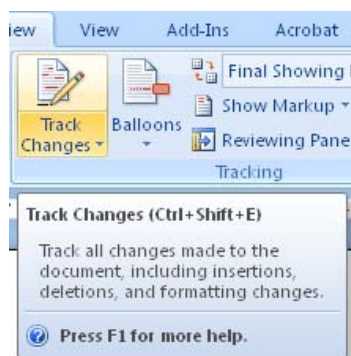 iew View Add-Ins Acrobat
Final Showing
Track Changes
Balloons
Show Markup
Reviewing Pane
Tracking
Track Changes (Ctrl+Shift+E)
Track all changes made to the
document, including insertions,
deletions, and formatting changes.
Press F1 for more help.